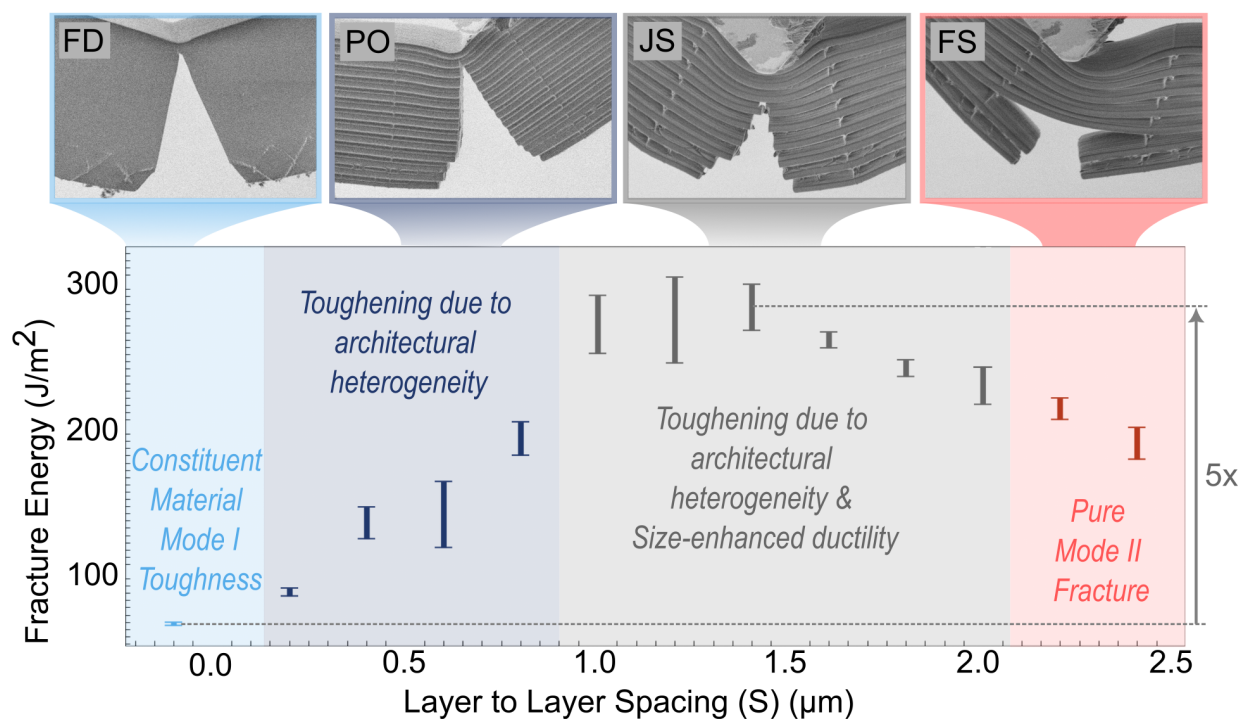 FD
PO
JS
FS
Fracture Energy (J/m²)
300
200
100
Constituent
Material
Mode I
Toughness
Toughening due to
architectural
heterogeneity
Toughening due to
architectural
heterogeneity &
Size-enhanced ductility
Pure
Mode II
Fracture
5x
0.0 0.5 1.0 1.5 2.0 2.5
Layer to Layer Spacing (S) (μm)